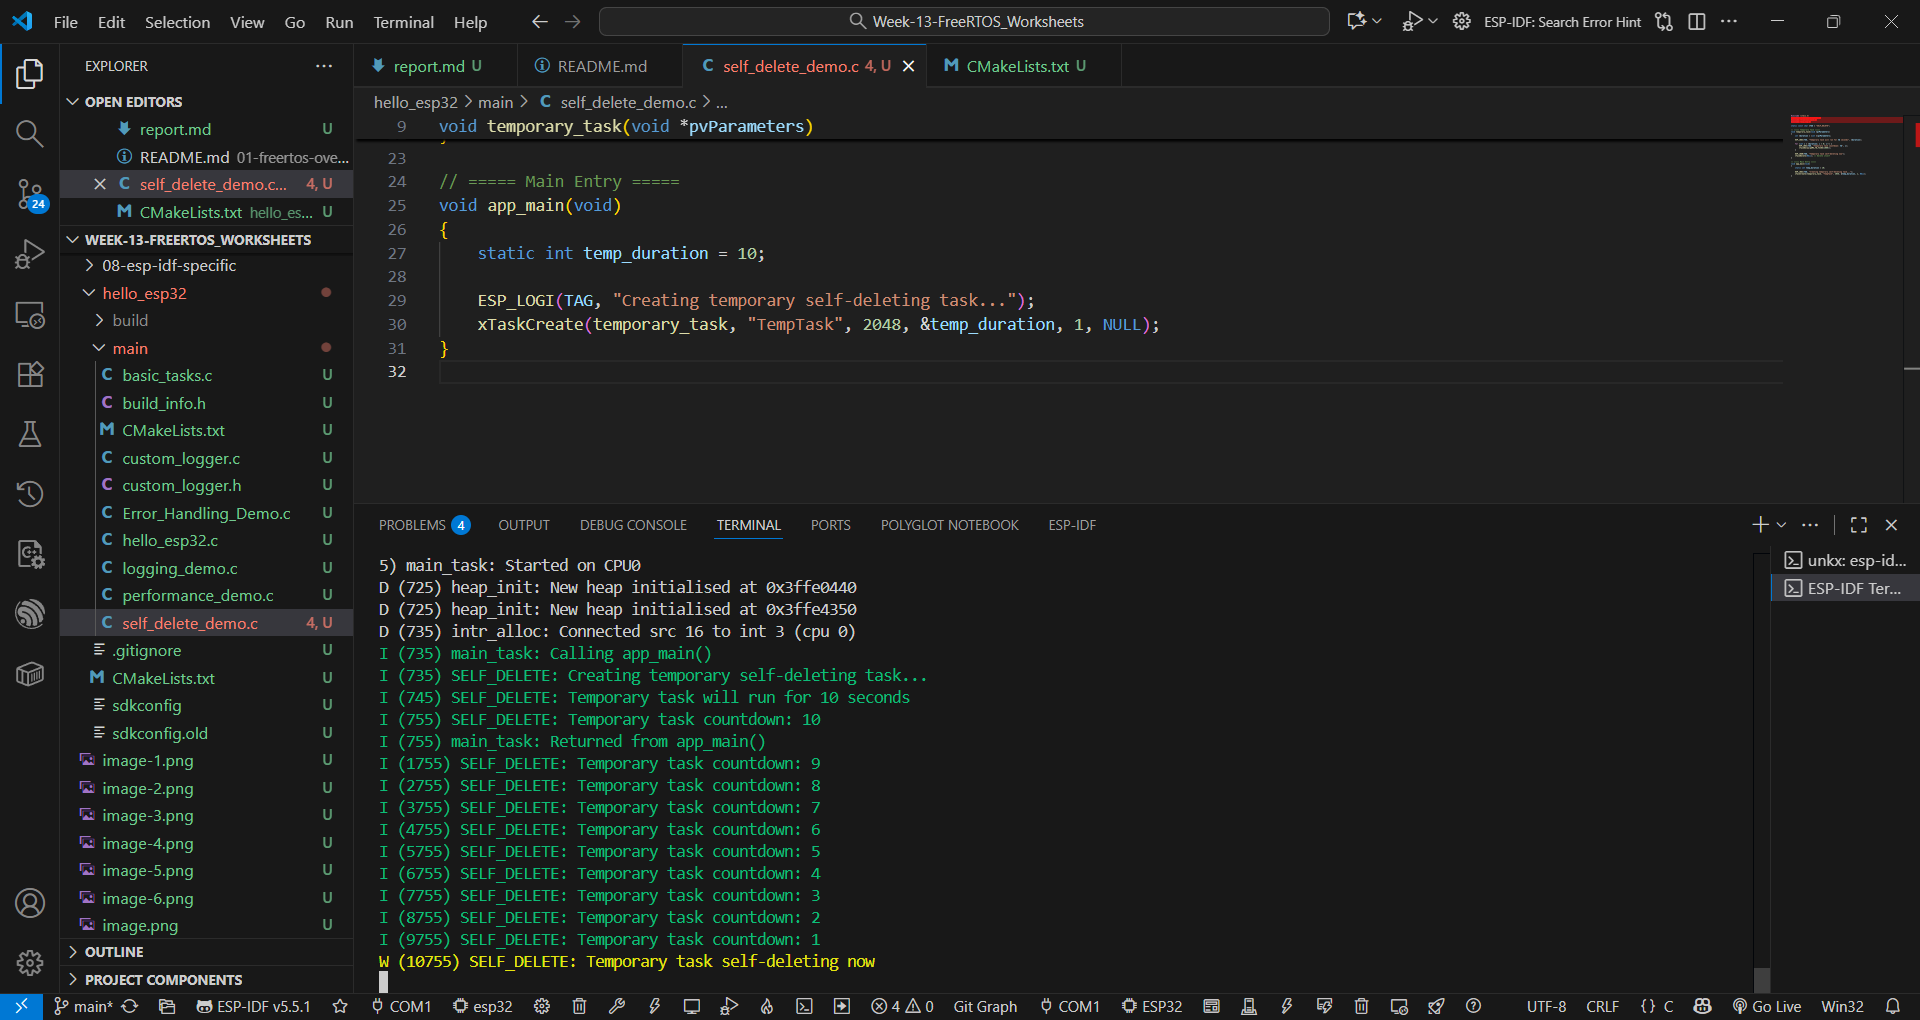 File Edit Selection View Go Run Terminal Help
Week-13-FreeRTOS_Worksheets
ESP-IDF: Search Error Hint
EXPLORER
OPEN EDITORS
report.md U
README.md 01-freertos-ove...
self_delete_demo.c... 4, U
CMakeLists.txt hello_es... U
WEEK-13-FREERTOS_WORKSHEETS
08-esp-idf-specific
hello_esp32
build
main
basic_tasks.c U
build_info.h U
CMakeLists.txt U
custom_logger.c U
custom_logger.h U
Error_Handling_Demo.c U
hello_esp32.c U
logging_demo.c U
performance_demo.c U
self_delete_demo.c 4, U
.gitignore U
CMakeLists.txt U
sdkconfig U
sdkconfig.old U
image-1.png U
image-2.png U
image-3.png U
image-4.png U
image-5.png U
image-6.png U
image.png U
OUTLINE
PROJECT COMPONENTS
24
report.md U
README.md
self_delete_demo.c 4, U
CMakeLists.txt U
hello_esp32 > main > C self_delete_demo.c > ...
9 void temporary_task(void *pvParameters)
23
24 // ===== Main Entry =====
25 void app_main(void)
26 {
27 static int temp_duration = 10;
28
29 ESP_LOGI(TAG, "Creating temporary self-deleting task...");
30 xTaskCreate(temporary_task, "TempTask", 2048, &temp_duration, 1, NULL);
31 }
32
PROBLEMS 4 OUTPUT DEBUG CONSOLE TERMINAL PORTS POLYGLOT NOTEBOOK ESP-IDF
5) main_task: Started on CPU0
D (725) heap_init: New heap initialised at 0x3ffe0440
D (725) heap_init: New heap initialised at 0x3ffe4350
D (735) intr_alloc: Connected src 16 to int 3 (cpu 0)
I (735) main_task: Calling app_main()
I (735) SELF_DELETE: Creating temporary self-deleting task...
I (745) SELF_DELETE: Temporary task will run for 10 seconds
I (755) SELF_DELETE: Temporary task countdown: 10
I (755) main_task: Returned from app_main()
I (1755) SELF_DELETE: Temporary task countdown: 9
I (2755) SELF_DELETE: Temporary task countdown: 8
I (3755) SELF_DELETE: Temporary task countdown: 7
I (4755) SELF_DELETE: Temporary task countdown: 6
I (5755) SELF_DELETE: Temporary task countdown: 5
I (6755) SELF_DELETE: Temporary task countdown: 4
I (7755) SELF_DELETE: Temporary task countdown: 3
I (8755) SELF_DELETE: Temporary task countdown: 2
I (9755) SELF_DELETE: Temporary task countdown: 1
W (10755) SELF_DELETE: Temporary task self-deleting now
unkx: esp-id...
ESP-IDF Ter...
main* ESP-IDF v5.5.1 COM1 esp32 4 0 Git Graph COM1 ESP32 UTF-8 CRLF {} C Go Live Win32